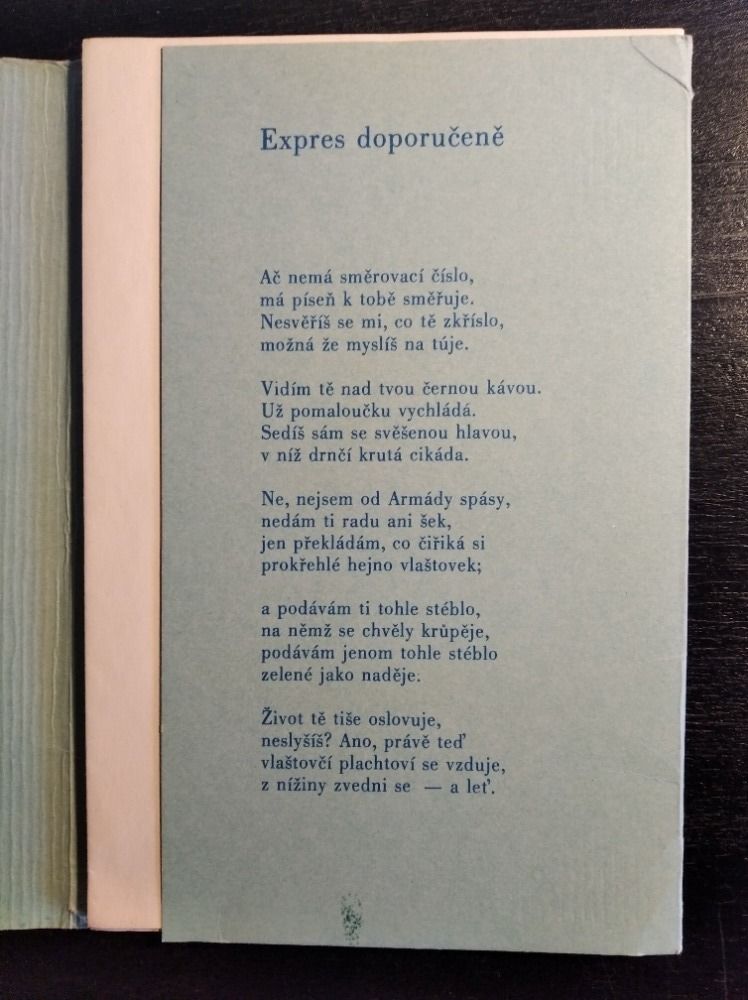 Expres doporučeně
Ač nemá směrovací číslo,
má píseň k tobě směřuje.
Nesvěříš se mi, co tě zkříslo,
možná že myslíš na túje.
Vidím tě nad tvou černou kávou.
Už pomaloučku vychládá.
Sedíš sám se svěšenou hlavou,
v níž drnčí krutá cikáda.
Ne, nejsem od Armády spásy,
nedám ti radu ani šek,
jen překládám, co čiřiká si
prokřehlé hejno vlaštovek;
a podávám ti tohle stéblo,
na němž se chvěly krůpěje,
podávám jenom tohle stéblo
zelené jako naděje.
Život tě tiše oslovuje,
neslyšíš? Ano, právě teď
vlaštovčí plachtoví se vzduje,
z nížiny zvedni se — a leť.